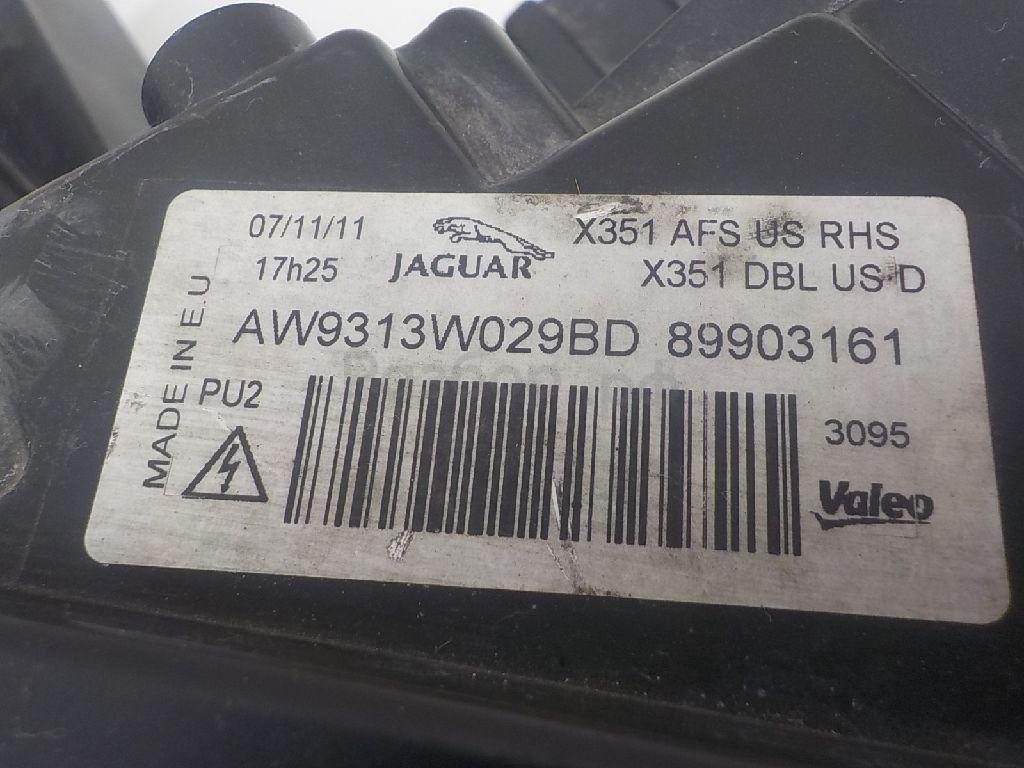 07/11/11
17h25
JAGUAR
X351 AFS US RHS
X351 DBL US D
MADE IN E.U
AW9313W029BD 89903161
PU2
3095
Valeo